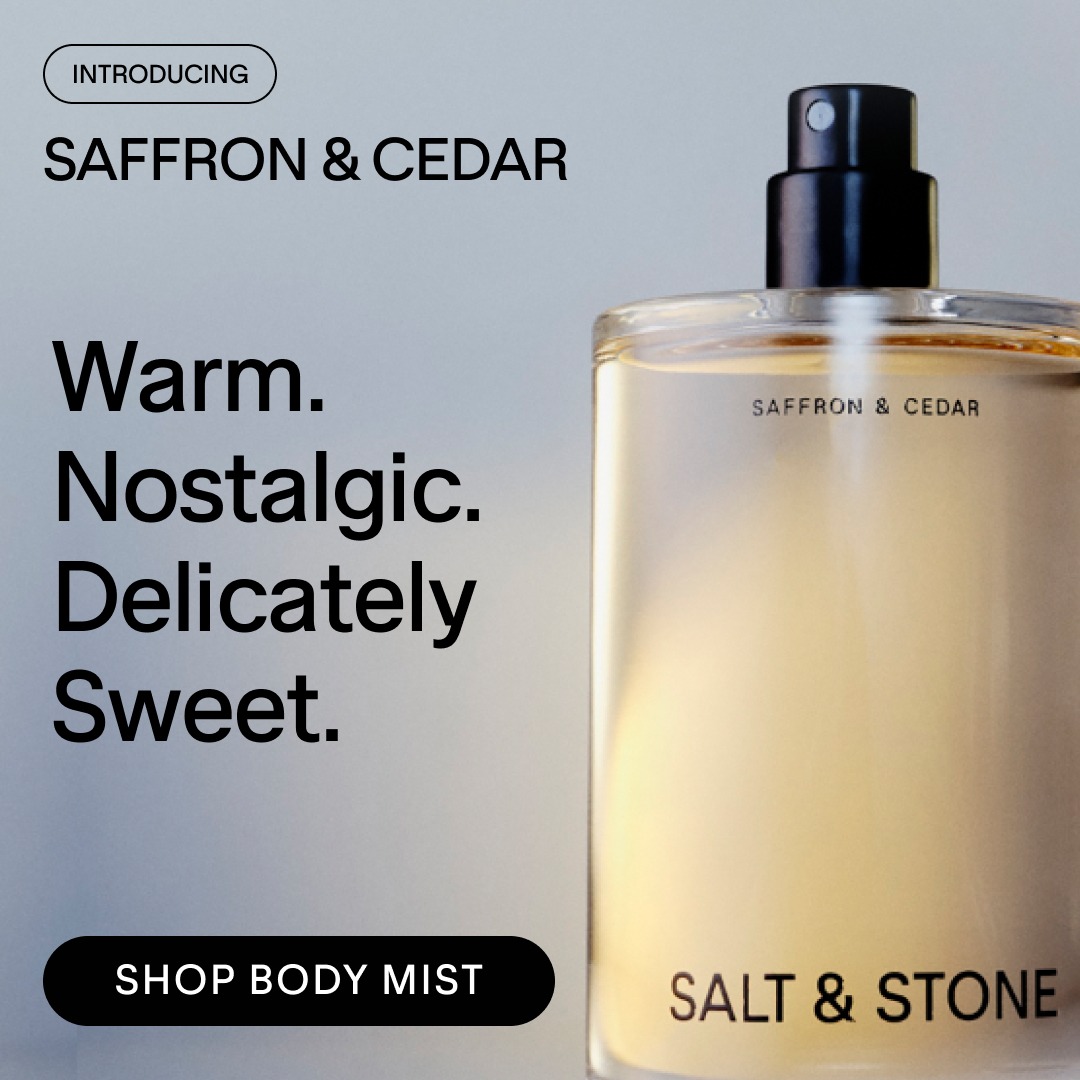 INTRODUCING
SAFFRON & CEDAR
Warm.
Nostalgic.
Delicately
Sweet.
SHOP BODY MIST
SAFFRON & CEDAR
SALT & STONE